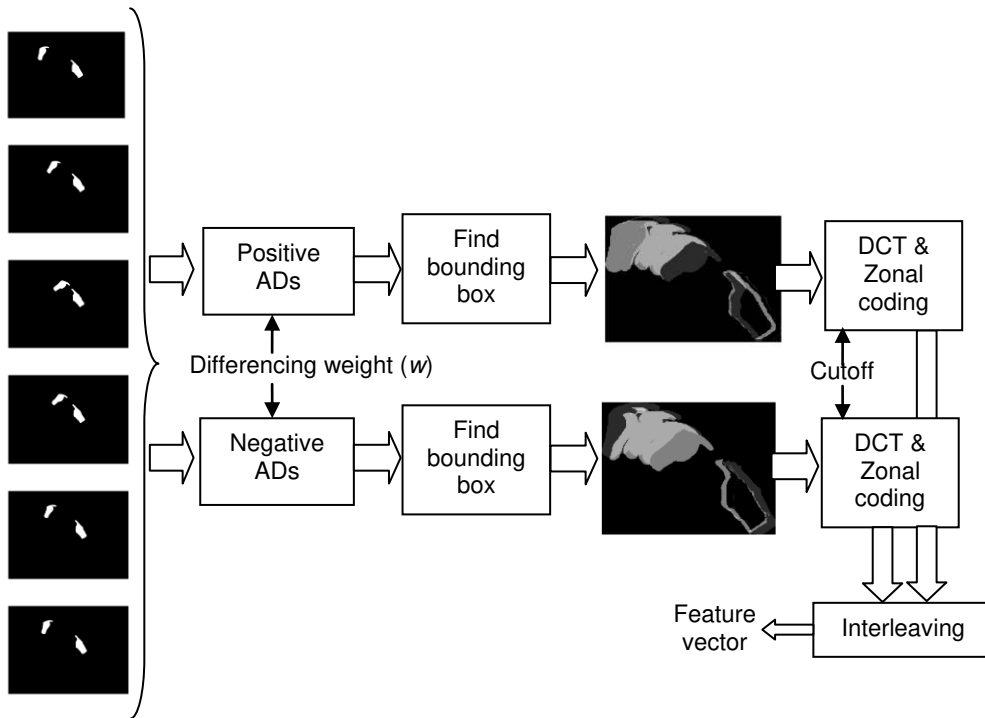 Positive
ADs
Find
bounding
box
DCT &
Zonal
coding
Differencing weight (w)
Cutoff
Negative
ADs
Find
bounding
box
DCT &
Zonal
coding
Feature
vector
Interleaving